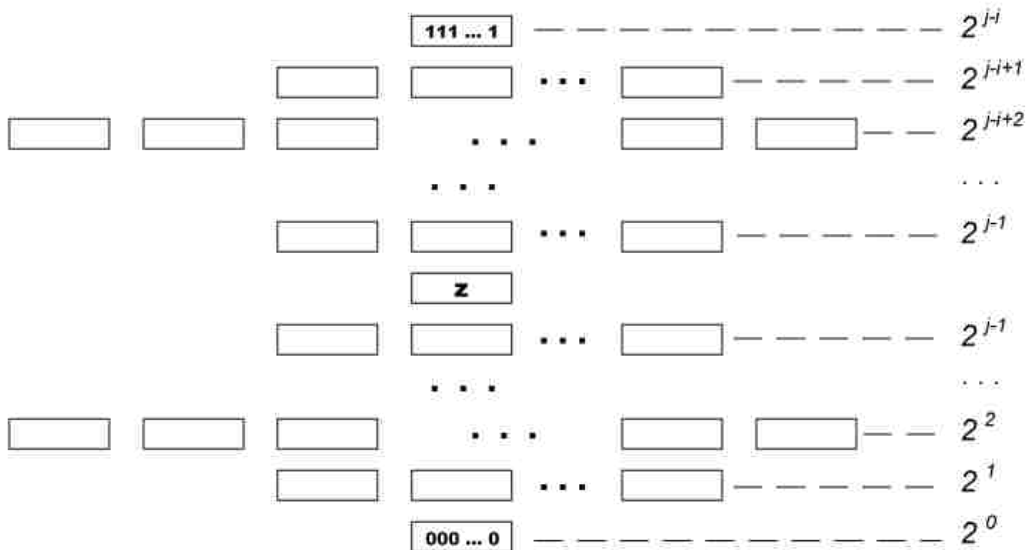 111 ... 1 2^{j-i}
... 2^{j-i+1}
... 2^{j-i+2}
... ...
... 2^{j-1}
z
... 2^{j-1}
... ...
... 2^2
... 2^1
000 ... 0 2^0